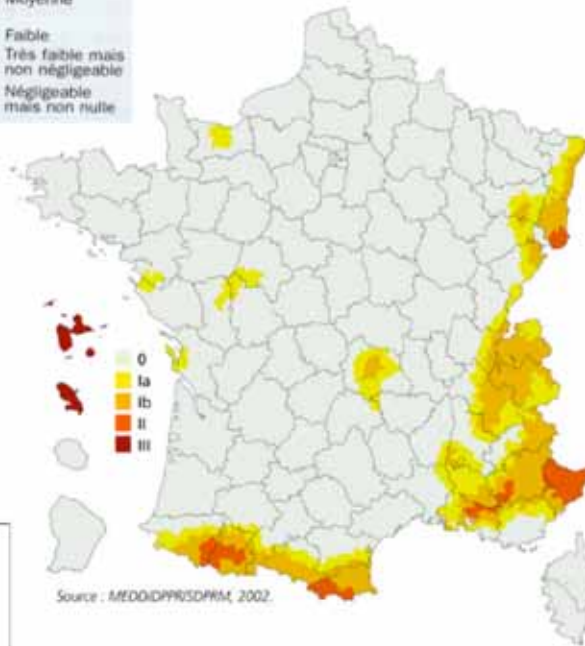 Moyenne
Faible
Très faible mais
non négligeable
Négligeable
mais non nulle
0
Ia
Ib
II
III
Source : MEDD/DPPR/SDPRM, 2002.